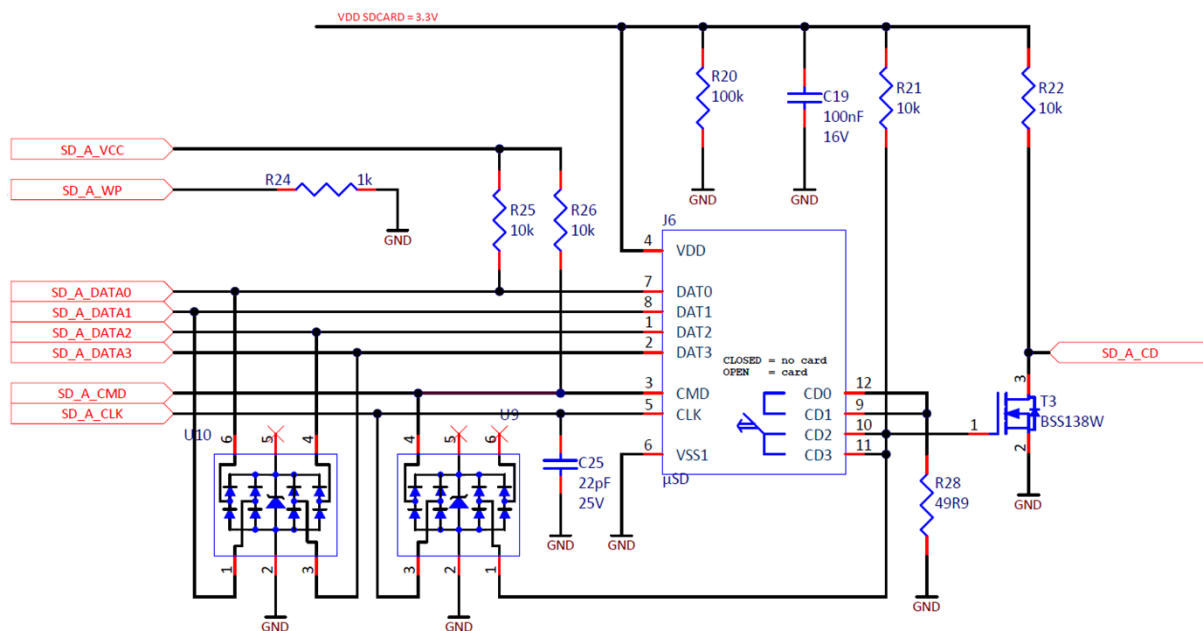 VDD SDCARD = 3.3V
R20
100k
C19
100nF
16V
R21
10k
R22
10k
SD_A_VCC
SD_A_WP
R24
1k
GND
R25
10k
R26
10k
GND
GND
J6
4
VDD
SD_A_DATA0
7
DAT0
SD_A_DATA1
8
DAT1
SD_A_DATA2
1
DAT2
SD_A_DATA3
2
DAT3
CLOSED = no card
OPEN = card
SD_A_CD
SD_A_CMD
3
CMD
CD0
12
SD_A_CLK
5
CLK
CD1
9
CD2
10
6
VSS1
CD3
11
µSD
1
3
T3
BSS138W
2
GND
U10
6
5
4
U9
4
5
6
C25
22pF
25V
GND
GND
R28
49R9
GND
1
2
3
GND
3
2
1
GND